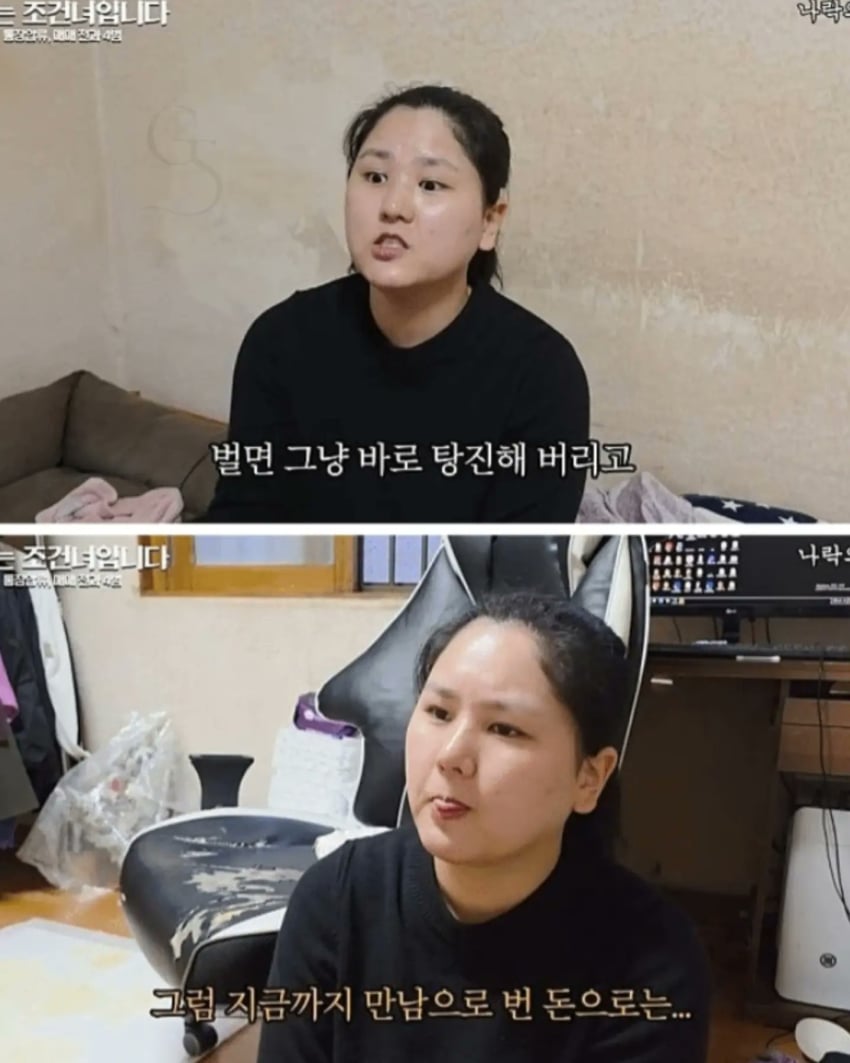 는 조건녀입니다
나락
벌면 그냥 바로 탕진해 버리고
는 조건녀입니다
나락
그럼 지금까지 만남으로 번 돈으로는...